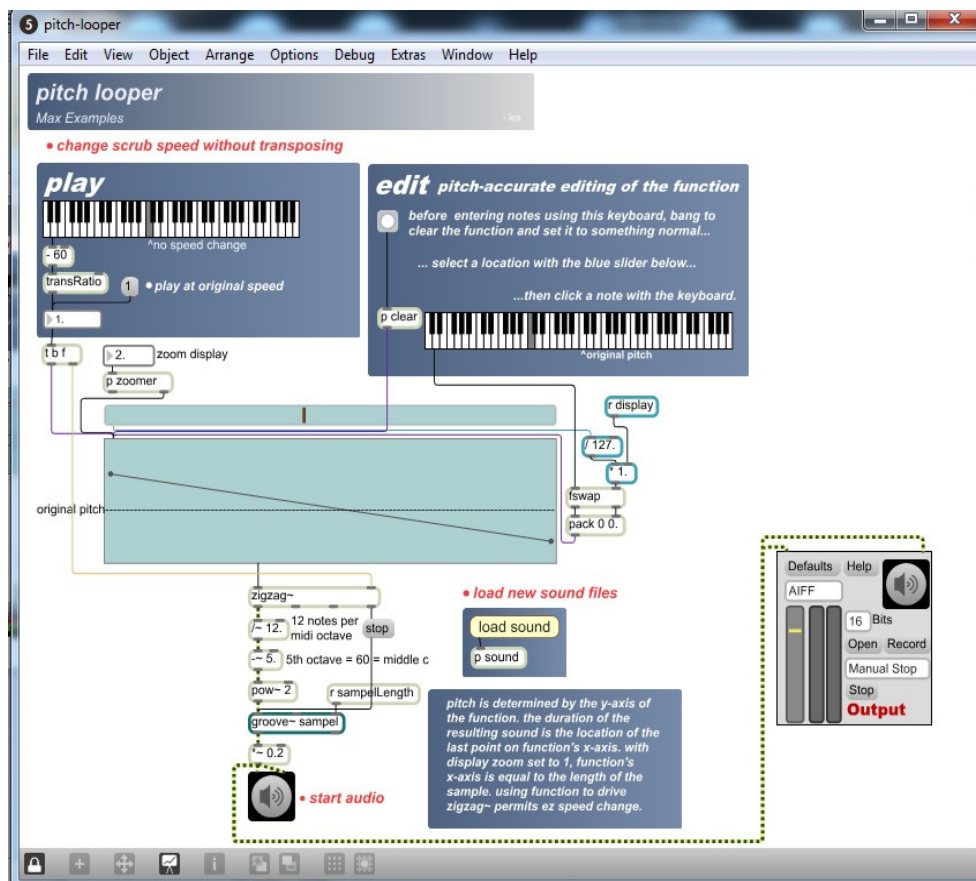 5 pitch-looper
File Edit View Object Arrange Options Debug Extras Window Help
pitch looper
Max Examples
- les
• change scrub speed without transposing
play
^no speed change
- 60
transRatio
1
• play at original speed
1.
t b f
2.
zoom display
p zoomer
edit pitch-accurate editing of the function
before entering notes using this keyboard, bang to
clear the function and set it to something normal...
... select a location with the blue slider below...
...then click a note with the keyboard.
p clear
^original pitch
r display
/ 127.
* 1.
fswap
pack 0 0.
original pitch
zigzag~
/~ 12.
12 notes per
midi octave
stop
-~ 5.
5th octave = 60 = middle c
pow~ 2
r sampelLength
groove~ sampel
*~ 0.2
• start audio
• load new sound files
load sound
p sound
pitch is determined by the y-axis of
the function. the duration of the
resulting sound is the location of the
last point on function's x-axis. with
display zoom set to 1, function's
x-axis is equal to the length of the
sample. using function to drive
zigzag~ permits ez speed change.
Defaults Help
AIFF
16 Bits
Open Record
Manual Stop
Stop
Output